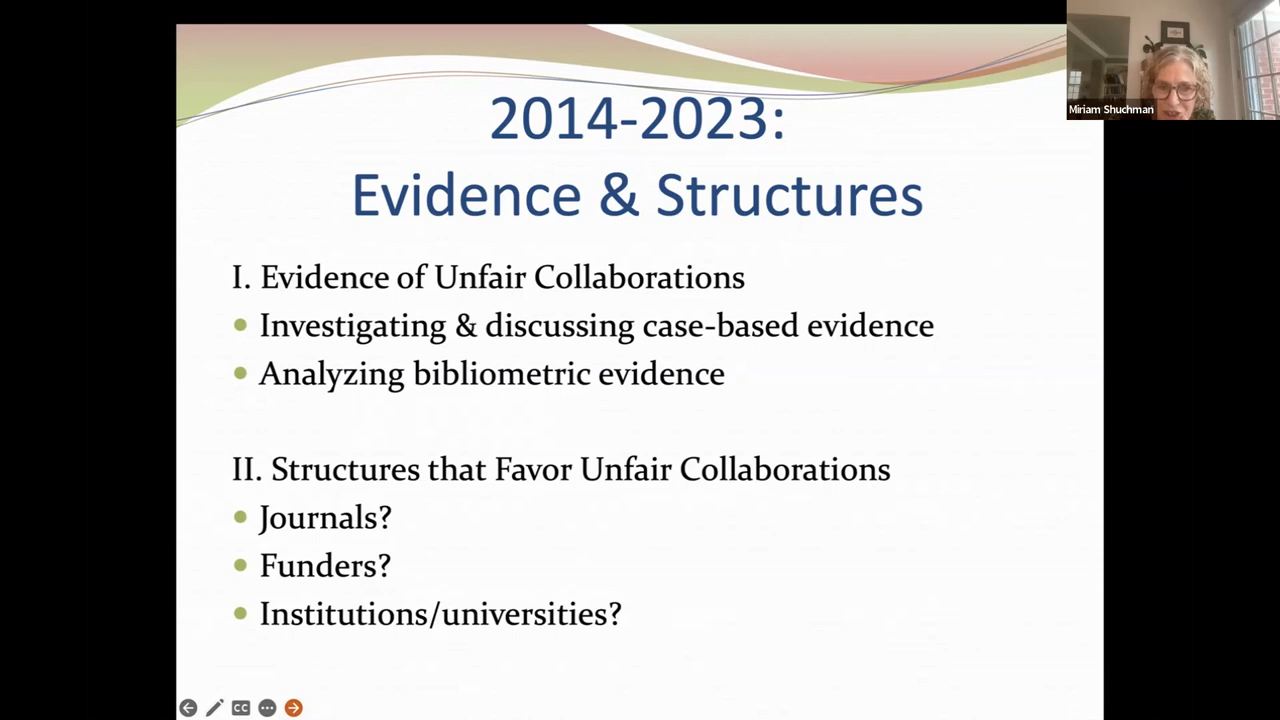 Miriam Shuchman
2014-2023:
Evidence & Structures
I. Evidence of Unfair Collaborations
Investigating & discussing case-based evidence
Analyzing bibliometric evidence
II. Structures that Favor Unfair Collaborations
Journals?
Funders?
Institutions/universities?
CC